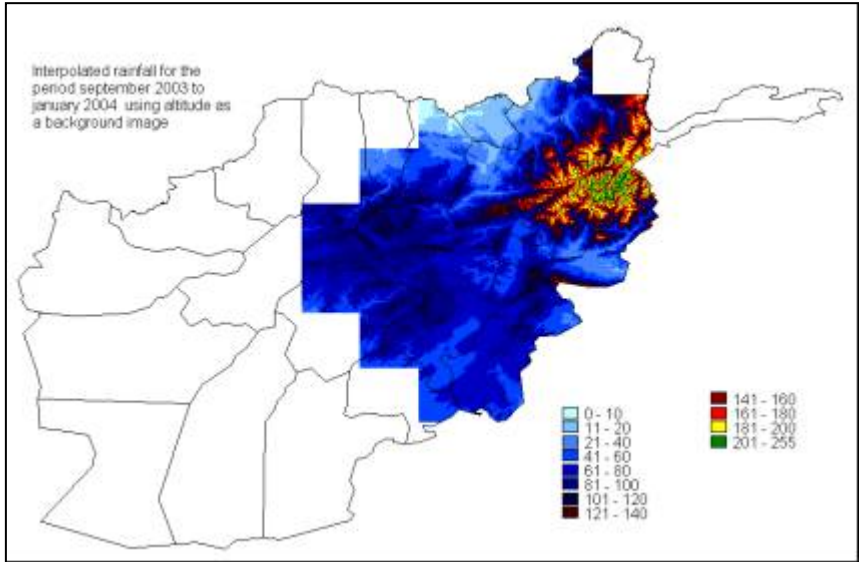 Interpolated rainfall for the
period september 2003 to
january 2004 using altitude as
a background image
0 - 10
11 - 20
21 - 40
41 - 60
61 - 80
81 - 100
101 - 120
121 - 140
141 - 160
161 - 180
181 - 200
201 - 255